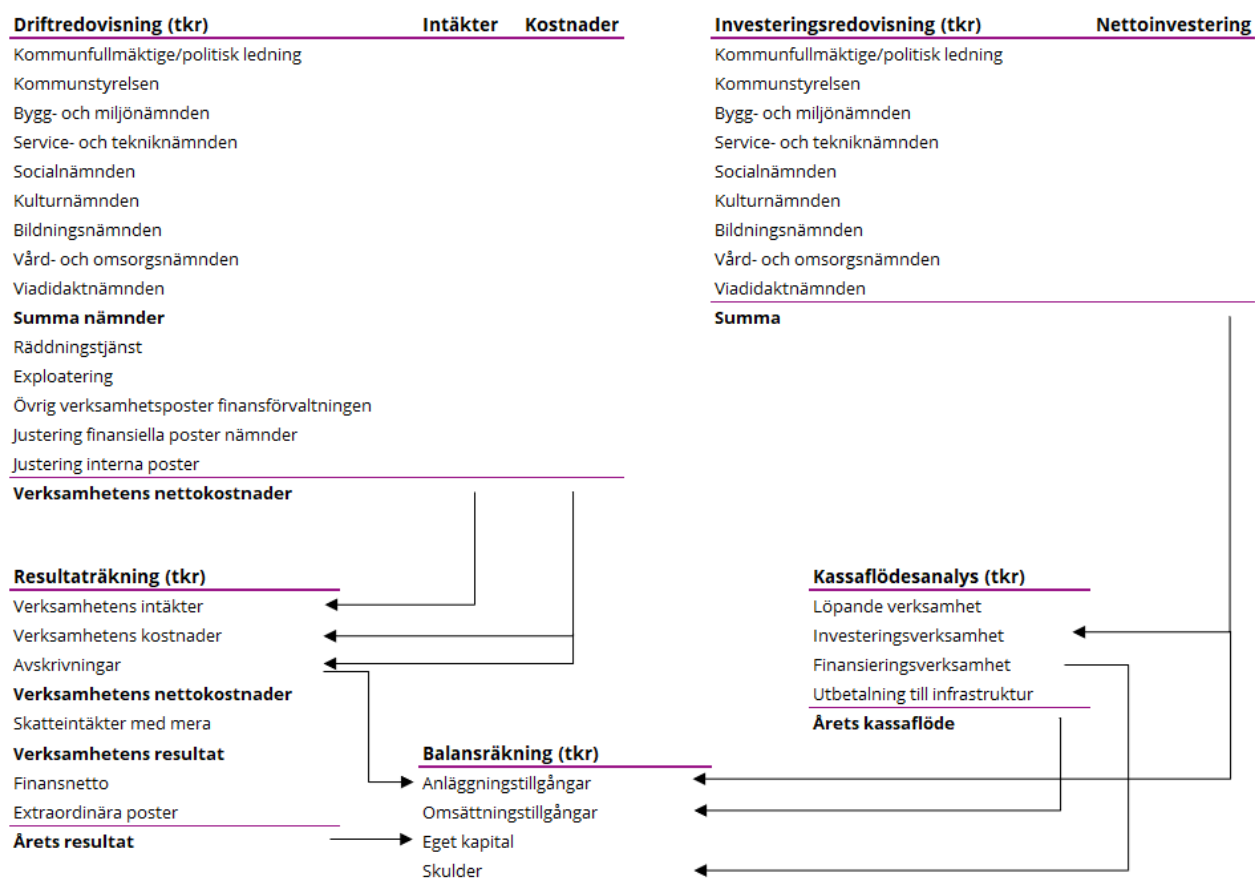 Driftredovisning (tkr) Intäkter Kostnader
Kommunfullmäktige/politisk ledning
Kommunstyrelsen
Bygg- och miljönämnden
Service- och tekniknämnden
Socialnämnden
Kulturnämnden
Bildningsnämnden
Vård- och omsorgsnämnden
Viadidaktnämnden
Summa nämnder
Räddningstjänst
Exploatering
Övrig verksamhetsposter finansförvaltningen
Justering finansiella poster nämnder
Justering interna poster
Verksamhetens nettokostnader
Investeringsredovisning (tkr) Nettoinvestering
Kommunfullmäktige/politisk ledning
Kommunstyrelsen
Bygg- och miljönämnden
Service- och tekniknämnden
Socialnämnden
Kulturnämnden
Bildningsnämnden
Vård- och omsorgsnämnden
Viadidaktnämnden
Summa
Resultaträkning (tkr)
Verksamhetens intäkter
Verksamhetens kostnader
Avskrivningar
Verksamhetens nettokostnader
Skatteintäkter med mera
Verksamhetens resultat
Finansnetto
Extraordinära poster
Årets resultat
Balansräkning (tkr)
Anläggningstillgångar
Omsättningstillgångar
Eget kapital
Skulder
Kassaflödesanalys (tkr)
Löpande verksamhet
Investeringsverksamhet
Finansieringsverksamhet
Utbetalning till infrastruktur
Årets kassaflöde